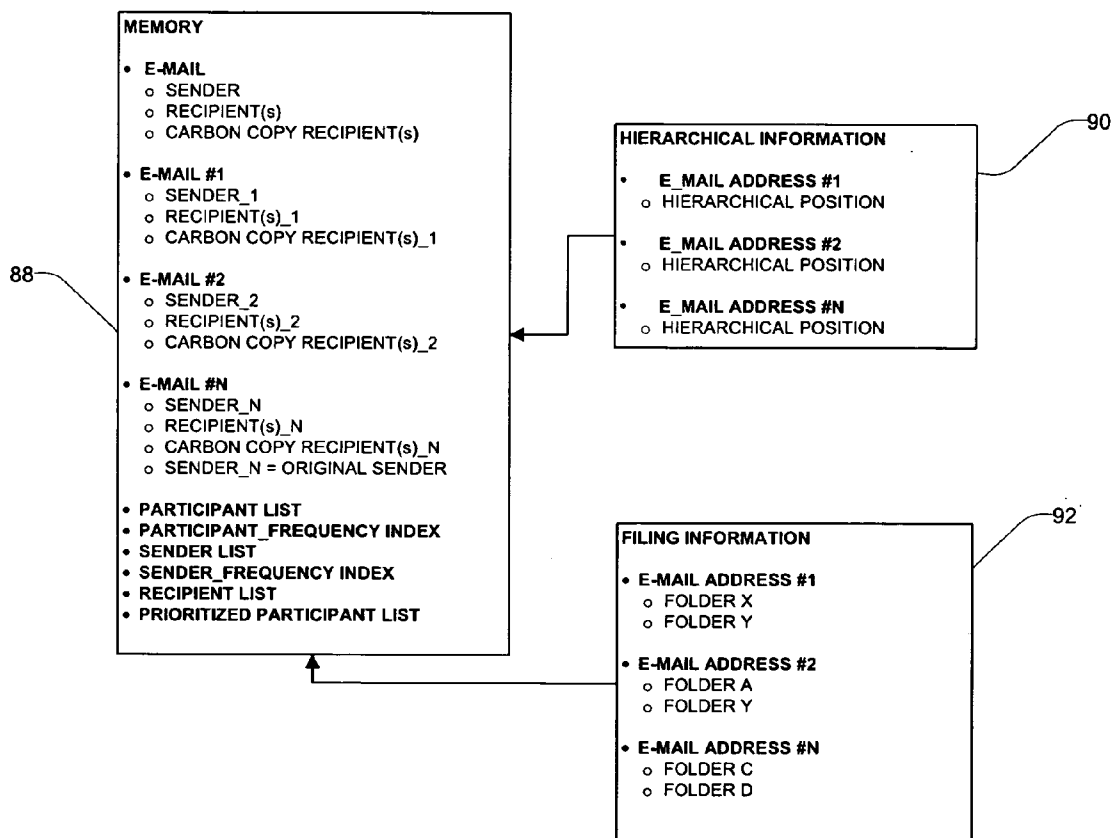 MEMORY
• E-MAIL
o SENDER
o RECIPIENT(s)
o CARBON COPY RECIPIENT(s)
• E-MAIL #1
o SENDER_1
o RECIPIENT(s)_1
o CARBON COPY RECIPIENT(s)_1
• E-MAIL #2
o SENDER_2
o RECIPIENT(s)_2
o CARBON COPY RECIPIENT(s)_2
• E-MAIL #N
o SENDER_N
o RECIPIENT(s)_N
o CARBON COPY RECIPIENT(s)_N
o SENDER_N = ORIGINAL SENDER
• PARTICIPANT LIST
• PARTICIPANT_FREQUENCY INDEX
• SENDER LIST
• SENDER_FREQUENCY INDEX
• RECIPIENT LIST
• PRIORITIZED PARTICIPANT LIST
88
HIERARCHICAL INFORMATION
• E_MAIL ADDRESS #1
o HIERARCHICAL POSITION
• E_MAIL ADDRESS #2
o HIERARCHICAL POSITION
• E_MAIL ADDRESS #N
o HIERARCHICAL POSITION
90
FILING INFORMATION
• E-MAIL ADDRESS #1
o FOLDER X
o FOLDER Y
• E-MAIL ADDRESS #2
o FOLDER A
o FOLDER Y
• E-MAIL ADDRESS #N
o FOLDER C
o FOLDER D
92